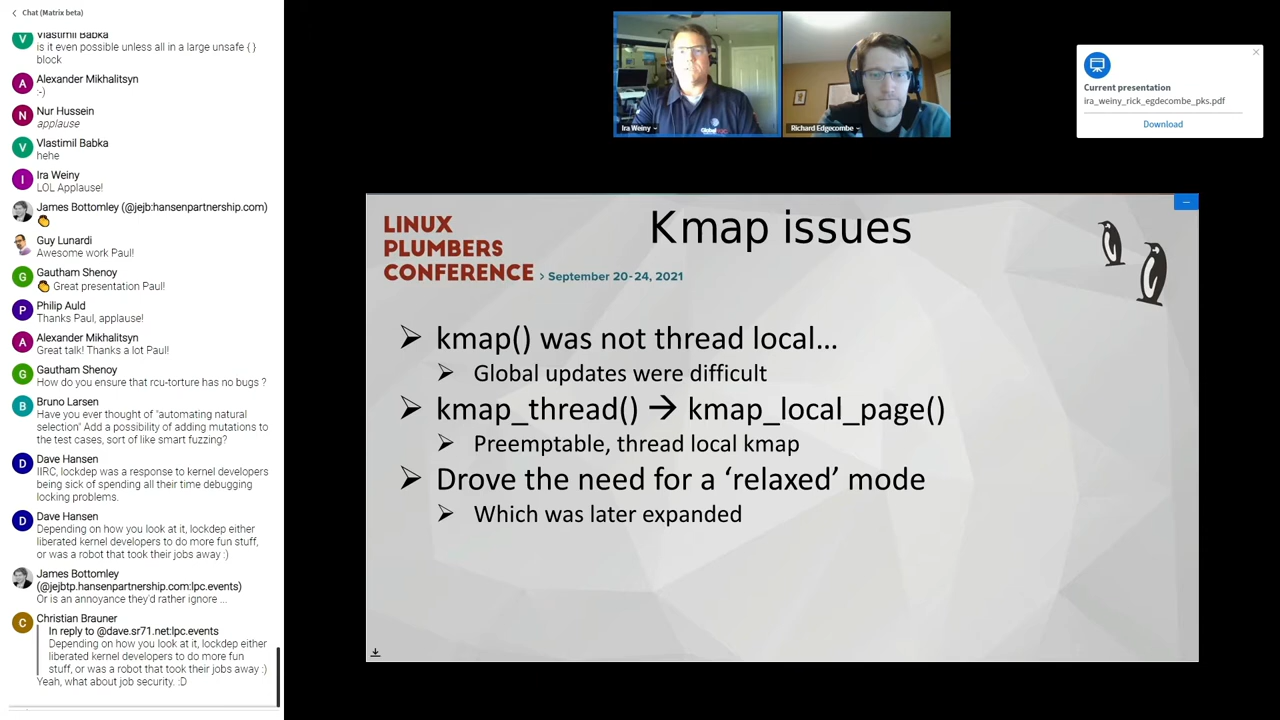 Chat (Matrix beta)
Vlastimil Babka
is it even possible unless all in a large unsafe { }
block
Alexander Mikhalitsyn
:-)
Nur Hussein
applause
Vlastimil Babka
hehe
Ira Weiny
LOL Applause!
James Bottomley (@jejb:hansenpartnership.com)
👏
Guy Lunardi
Awesome work Paul!
Gautham Shenoy
👏 Great presentation Paul!
Philip Auld
Thanks Paul, applause!
Alexander Mikhalitsyn
Great talk! Thanks a lot Paul!
Gautham Shenoy
How do you ensure that rcu-torture has no bugs ?
Bruno Larsen
Have you ever thought of "automating natural
selection" Add a possibility of adding mutations to
the test cases, sort of like smart fuzzing?
Dave Hansen
IIRC, lockdep was a response to kernel developers
being sick of spending all their time debugging
locking problems.
Dave Hansen
Depending on how you look at it, lockdep either
liberated kernel developers to do more fun stuff,
or was a robot that took their jobs away :)
James Bottomley
(@jejbtp.hansenpartnership.com:lpc.events)
Or is an annoyance they'd rather ignore ...
Christian Brauner
In reply to @dave.sr71.net:lpc.events
Depending on how you look at it, lockdep either
liberated kernel developers to do more fun
stuff, or was a robot that took their jobs away :)
Yeah, what about job security. :D
V
A
N
V
I
G
P
A
G
B
D
D
C
Ira Weiny
Richard Edgecombe
Current presentation
ira_weiny_rick_egdecombe_pks.pdf
Download
LINUX
PLUMBERS
CONFERENCE > September 20-24, 2021
Kmap issues
➢ kmap() was not thread local…
➢ Global updates were difficult
➢ kmap_thread() → kmap_local_page()
➢ Preemptable, thread local kmap
➢ Drove the need for a ‘relaxed’ mode
➢ Which was later expanded